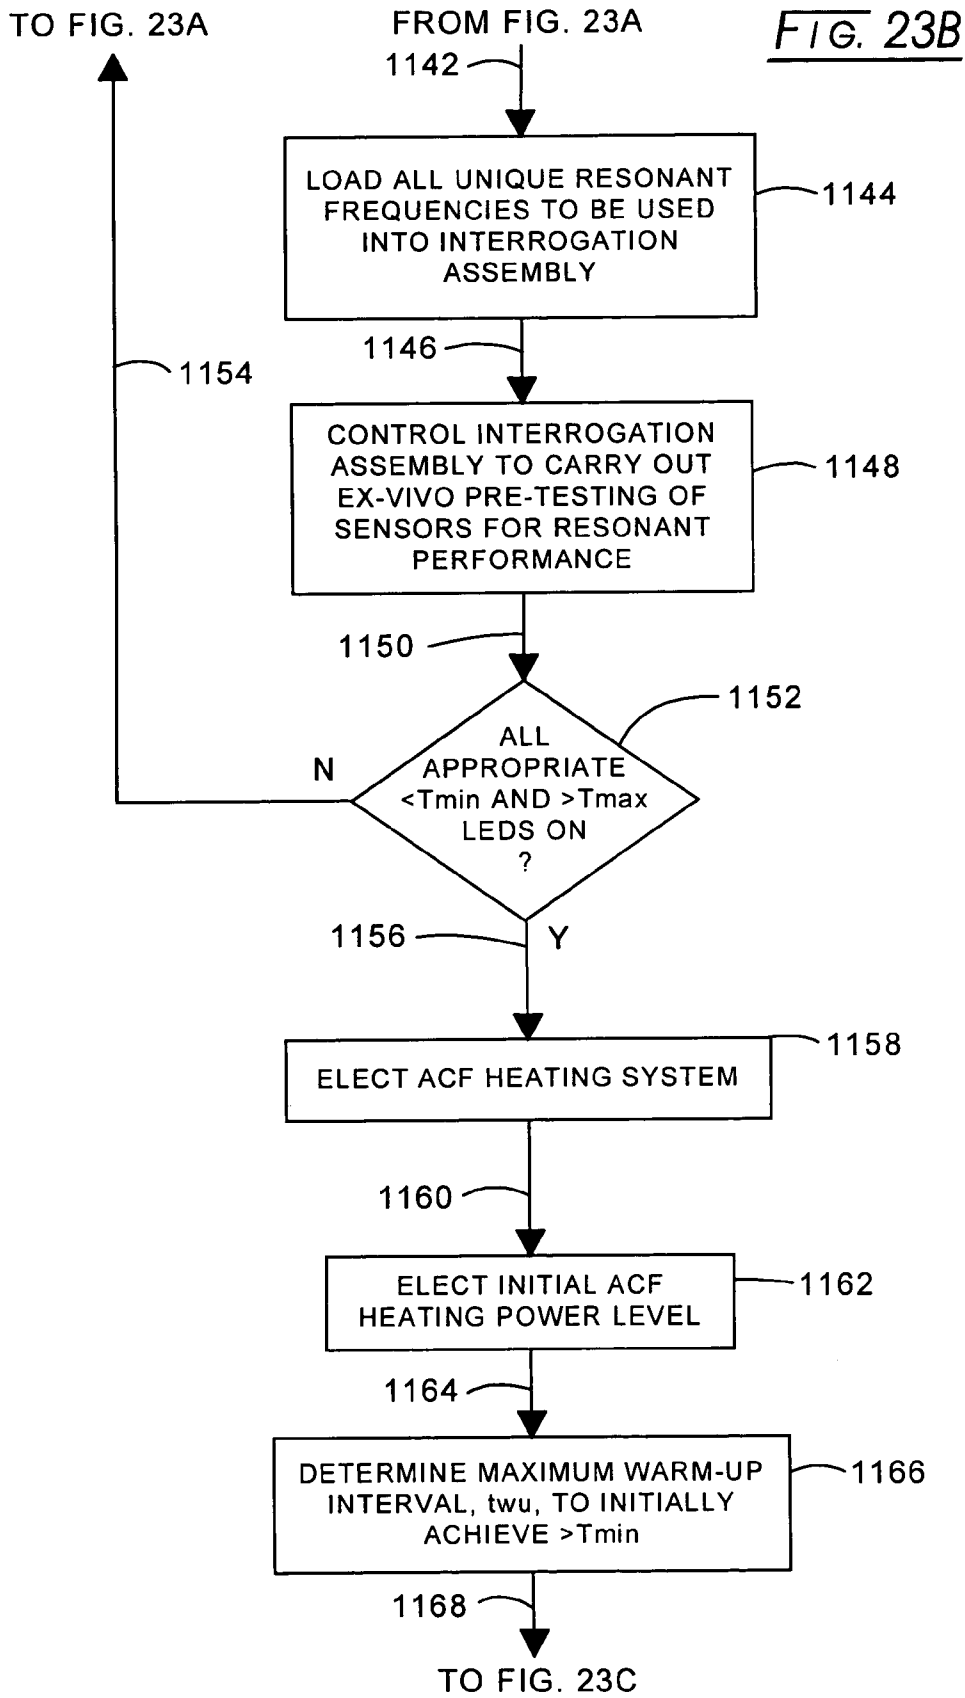 TO FIG. 23A
FROM FIG. 23A
FIG. 23B
1142
LOAD ALL UNIQUE RESONANT
FREQUENCIES TO BE USED
INTO INTERROGATION
ASSEMBLY
1144
1146
1154
CONTROL INTERROGATION
ASSEMBLY TO CARRY OUT
EX-VIVO PRE-TESTING OF
SENSORS FOR RESONANT
PERFORMANCE
1148
1150
1152
ALL
APPROPRIATE
<Tmin AND >Tmax
LEDS ON
?
N
1156
Y
1158
ELECT ACF HEATING SYSTEM
1160
ELECT INITIAL ACF
HEATING POWER LEVEL
1162
1164
DETERMINE MAXIMUM WARM-UP
INTERVAL, twu, TO INITIALLY
ACHIEVE >Tmin
1166
1168
TO FIG. 23C